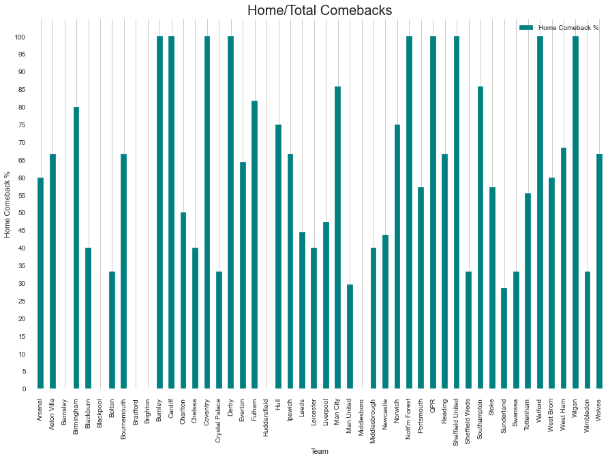 Home/Total Comebacks
Home Comeback %
100
95
90
85
80
75
70
65
60
55
50
45
40
35
30
25
20
15
10
5
0
Home Comeback %
Arsenal
Aston Villa
Barnsley
Birmingham
Blackburn
Blackpool
Bolton
Bournemouth
Bradford
Brighton
Burnley
Cardiff
Charlton
Chelsea
Coventry
Crystal Palace
Derby
Everton
Fulham
Huddersfield
Hull
Ipswich
Leeds
Leicester
Liverpool
Man City
Man United
Middlesboro
Middlesbrough
Newcastle
Norwich
Nott'm Forest
Portsmouth
QPR
Reading
Sheffield United
Sheffield Weds
Southampton
Stoke
Sunderland
Swansea
Tottenham
Watford
West Brom
West Ham
Wigan
Wimbledon
Wolves
Team